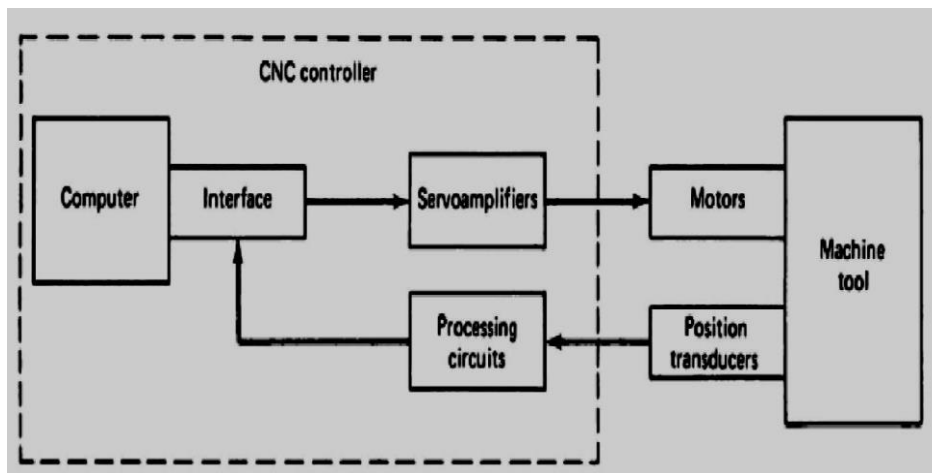 CNC controller
Computer
Interface
Servoamplifiers
Motors
Machine
tool
Processing
circuits
Position
transducers